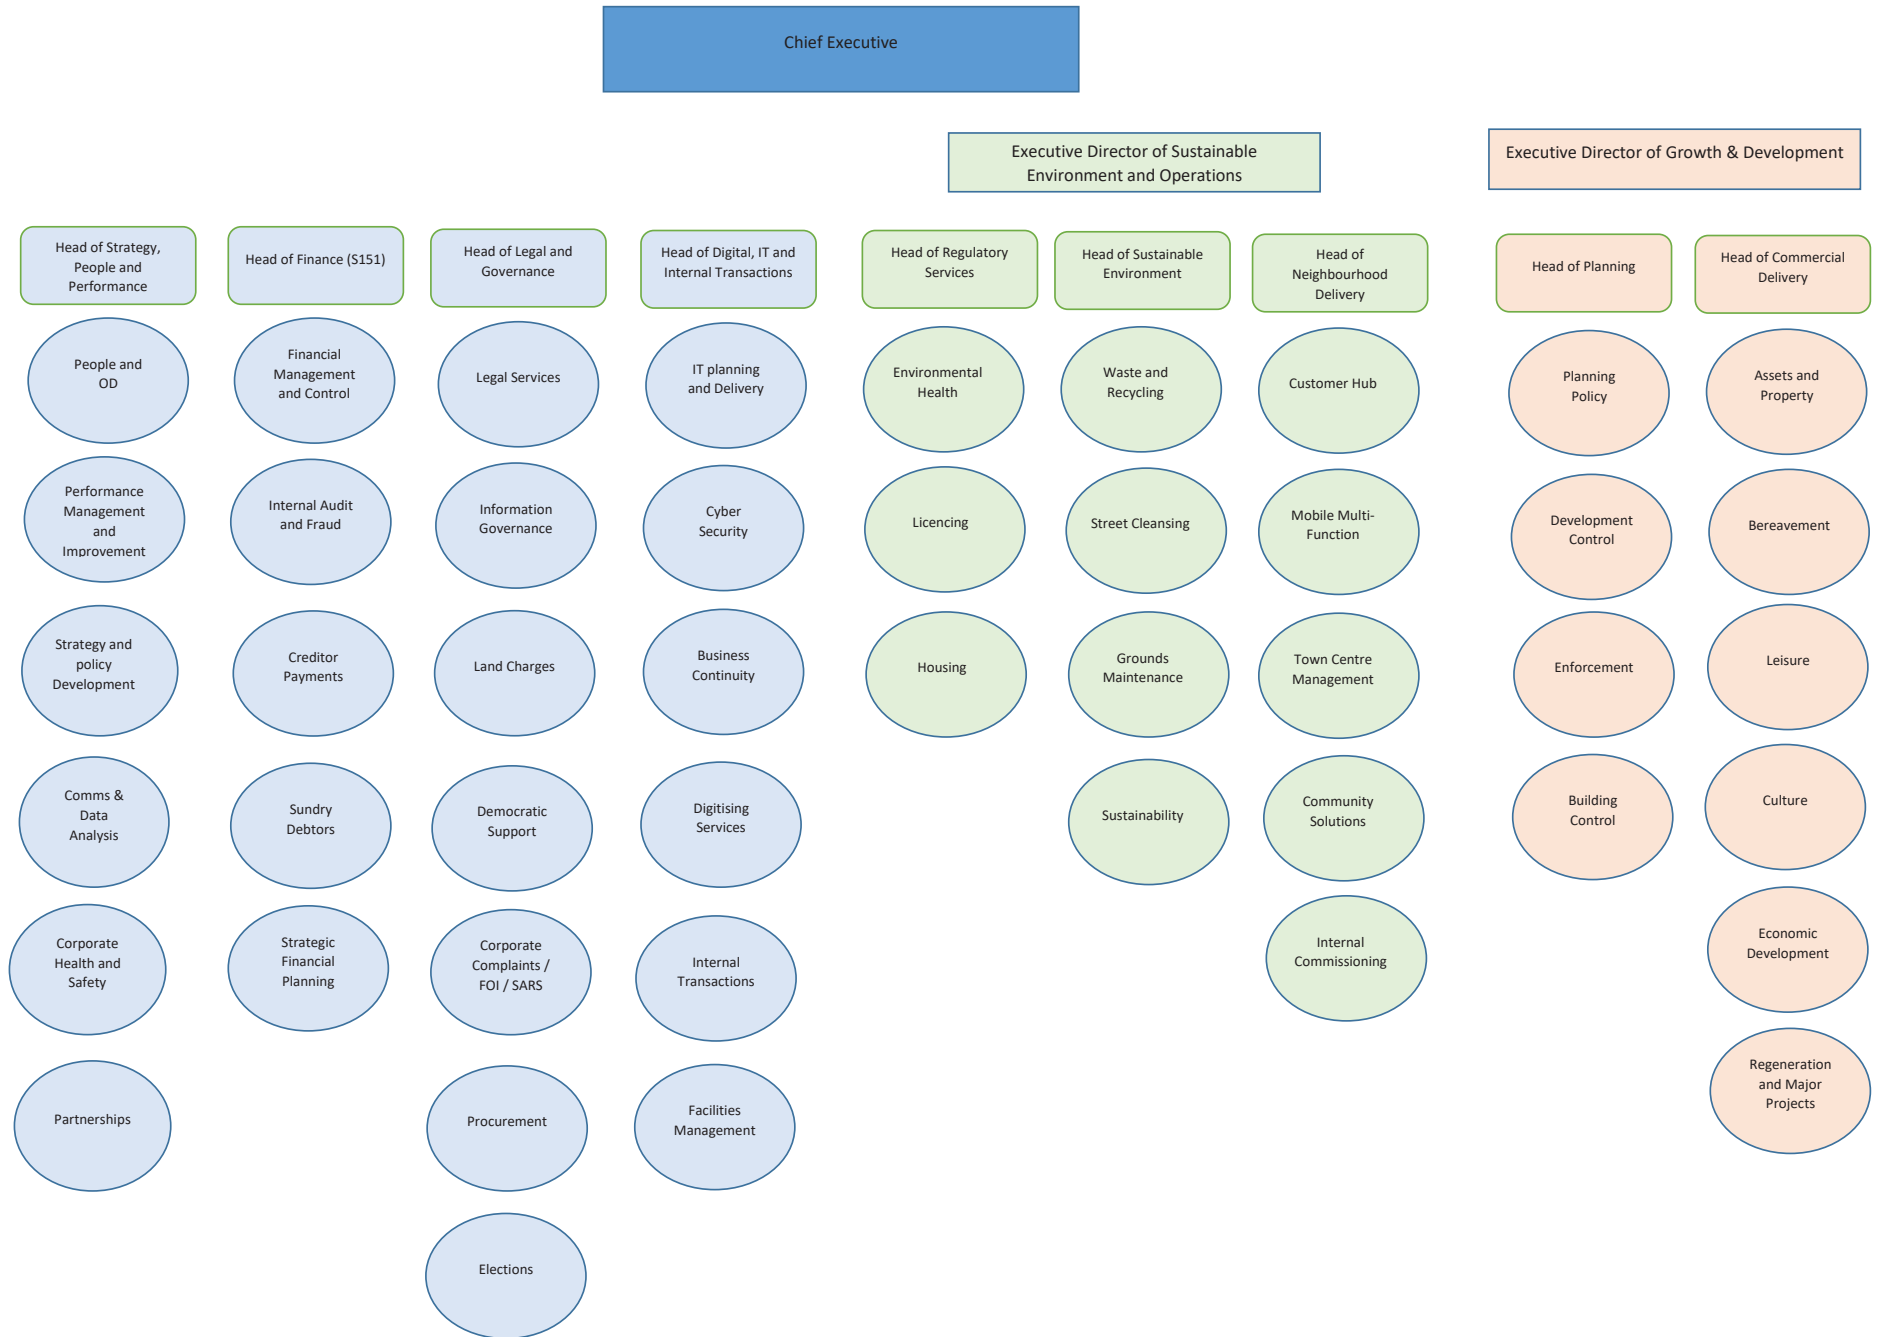 Chief Executive
Executive Director of Sustainable
Environment and Operations
Executive Director of Growth & Development
Head of Strategy,
People and
Performance
Head of Finance (S151)
Head of Legal and
Governance
Head of Digital, IT and
Internal Transactions
Head of Regulatory
Services
Head of Sustainable
Environment
Head of
Neighbourhood
Delivery
Head of Planning
Head of Commercial
Delivery
People and
OD
Financial
Management
and Control
Legal Services
IT planning
and Delivery
Environmental
Health
Waste and
Recycling
Customer Hub
Planning
Policy
Assets and
Property
Performance
Management
and
Improvement
Internal Audit
and Fraud
Information
Governance
Cyber
Security
Licencing
Street Cleansing
Mobile Multi-
Function
Development
Control
Bereavement
Strategy and
policy
Development
Creditor
Payments
Land Charges
Business
Continuity
Housing
Grounds
Maintenance
Town Centre
Management
Enforcement
Leisure
Comms &
Data
Analysis
Sundry
Debtors
Democratic
Support
Digitising
Services
Sustainability
Community
Solutions
Building
Control
Culture
Corporate
Health and
Safety
Strategic
Financial
Planning
Corporate
Complaints /
FOI / SARS
Internal
Transactions
Internal
Commissioning
Economic
Development
Partnerships
Procurement
Facilities
Management
Regeneration
and Major
Projects
Elections